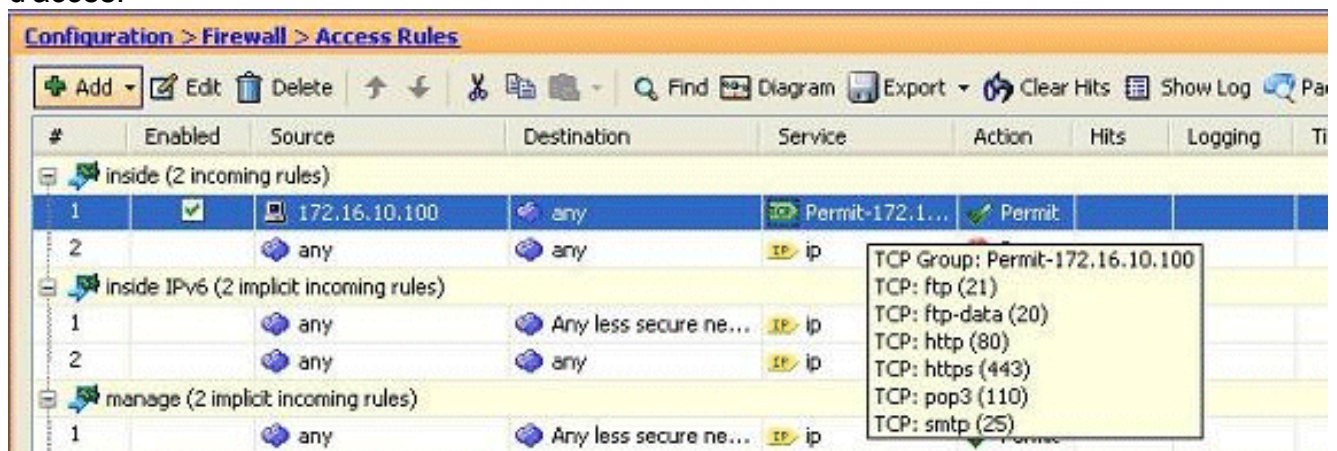 d'accès.
Configuration > Firewall > Access Rules
Add Edit Delete Find Diagram Export Clear Hits Show Log
# Enabled Source Destination Service Action Hits Logging
inside (2 incoming rules)
1 172.16.10.100 any Permit-172.1... Permit
2 any any ip
TCP Group: Permit-172.16.10.100
TCP: ftp (21)
TCP: ftp-data (20)
TCP: http (80)
TCP: https (443)
TCP: pop3 (110)
TCP: smtp (25)
inside IPv6 (2 implicit incoming rules)
1 any Any less secure ne... ip
2 any any ip
manage (2 implicit incoming rules)
1 any Any less secure ne... ip